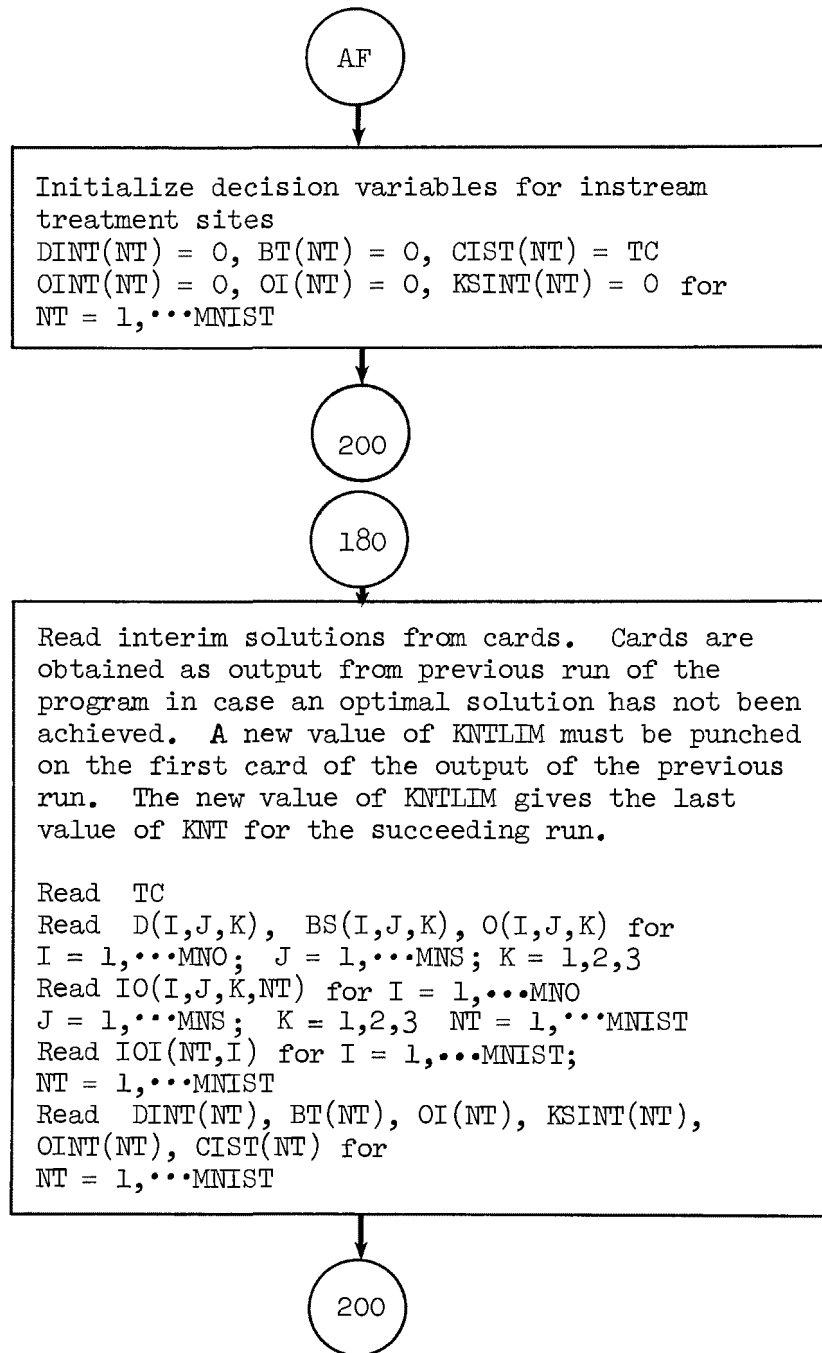 AF
Initialize decision variables for instream
treatment sites
DINT(NT) = 0, BT(NT) = 0, CIST(NT) = TC
OINT(NT) = 0, OI(NT) = 0, KSINT(NT) = 0 for
NT = 1,···MNIST
200
180
Read interim solutions from cards. Cards are
obtained as output from previous run of the
program in case an optimal solution has not been
achieved. A new value of KNTLIM must be punched
on the first card of the output of the previous
run. The new value of KNTLIM gives the last
value of KNT for the succeeding run.
Read TC
Read D(I,J,K), BS(I,J,K), O(I,J,K) for
I = 1,···MNO; J = 1,···MNS; K = 1,2,3
Read IO(I,J,K,NT) for I = 1,···MNO
J = 1,···MNS; K = 1,2,3 NT = 1,···MNIST
Read IOI(NT,I) for I = 1,···MNIST;
NT = 1,···MNIST
Read DINT(NT), BT(NT), OI(NT), KSINT(NT),
OINT(NT), CIST(NT) for
NT = 1,···MNIST
200